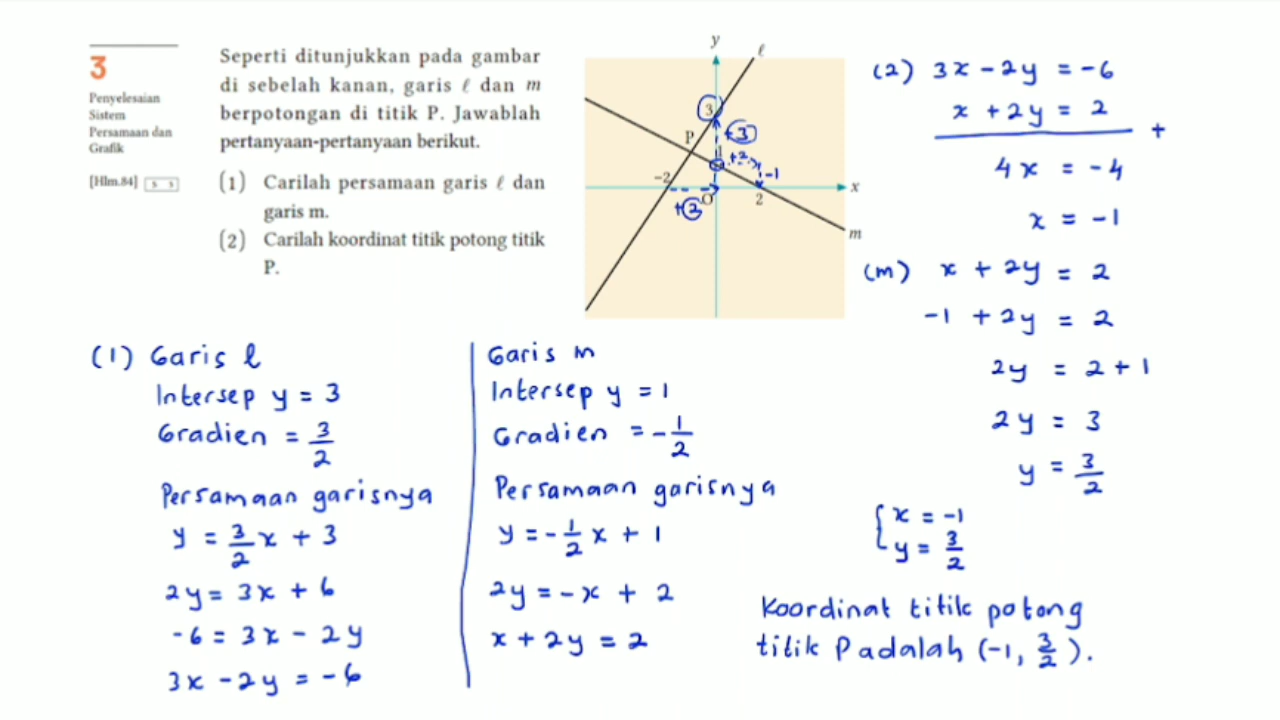 3
Penyelesaian
Sistem
Persamaan dan
Grafik
[Hlm.84]
Seperti ditunjukkan pada gambar
di sebelah kanan, garis ℓ dan m
berpotongan di titik P. Jawablah
pertanyaan-pertanyaan berikut.
(1) Carilah persamaan garis ℓ dan
garis m.
(2) Carilah koordinat titik potong titik
P.
y
ℓ
3
P
+3
1
+2
-1
-2
O
2
x
+2
m
(2) 3x - 2y = -6
x + 2y = 2
+
4x = -4
x = -1
(m) x + 2y = 2
-1 + 2y = 2
2y = 2 + 1
2y = 3
y = 3/2
{ x = -1
y = 3/2
Koordinat titik potong
titik P adalah (-1, 3/2).
(1) Garis ℓ
Intersep y = 3
Gradien = 3/2
Persamaan garisnya
y = 3/2 x + 3
2y = 3x + 6
-6 = 3x - 2y
3x - 2y = -6
Garis m
Intersep y = 1
Gradien = -1/2
Persamaan garisnya
y = -1/2 x + 1
2y = -x + 2
x + 2y = 2